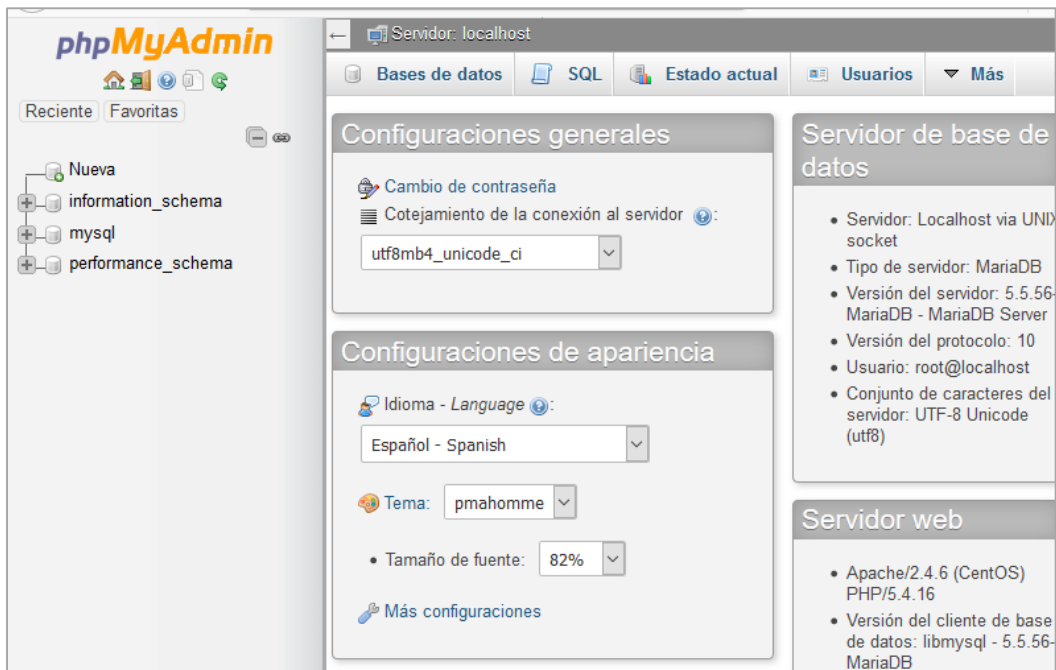 phpMyAdmin
Reciente Favoritas
Nueva
information_schema
mysql
performance_schema
Servidor: localhost
Bases de datos SQL Estado actual Usuarios Más
Configuraciones generales
Cambio de contraseña
Cotejamiento de la conexión al servidor :
utf8mb4_unicode_ci
Configuraciones de apariencia
Idioma - Language :
Español - Spanish
Tema: pmahomme
Tamaño de fuente: 82%
Más configuraciones
Servidor de base de
datos
Servidor: Localhost via UNIX
socket
Tipo de servidor: MariaDB
Versión del servidor: 5.5.56-
MariaDB - MariaDB Server
Versión del protocolo: 10
Usuario: root@localhost
Conjunto de caracteres del
servidor: UTF-8 Unicode
(utf8)
Servidor web
Apache/2.4.6 (CentOS)
PHP/5.4.16
Versión del cliente de base
de datos: libmysql - 5.5.56-
MariaDB